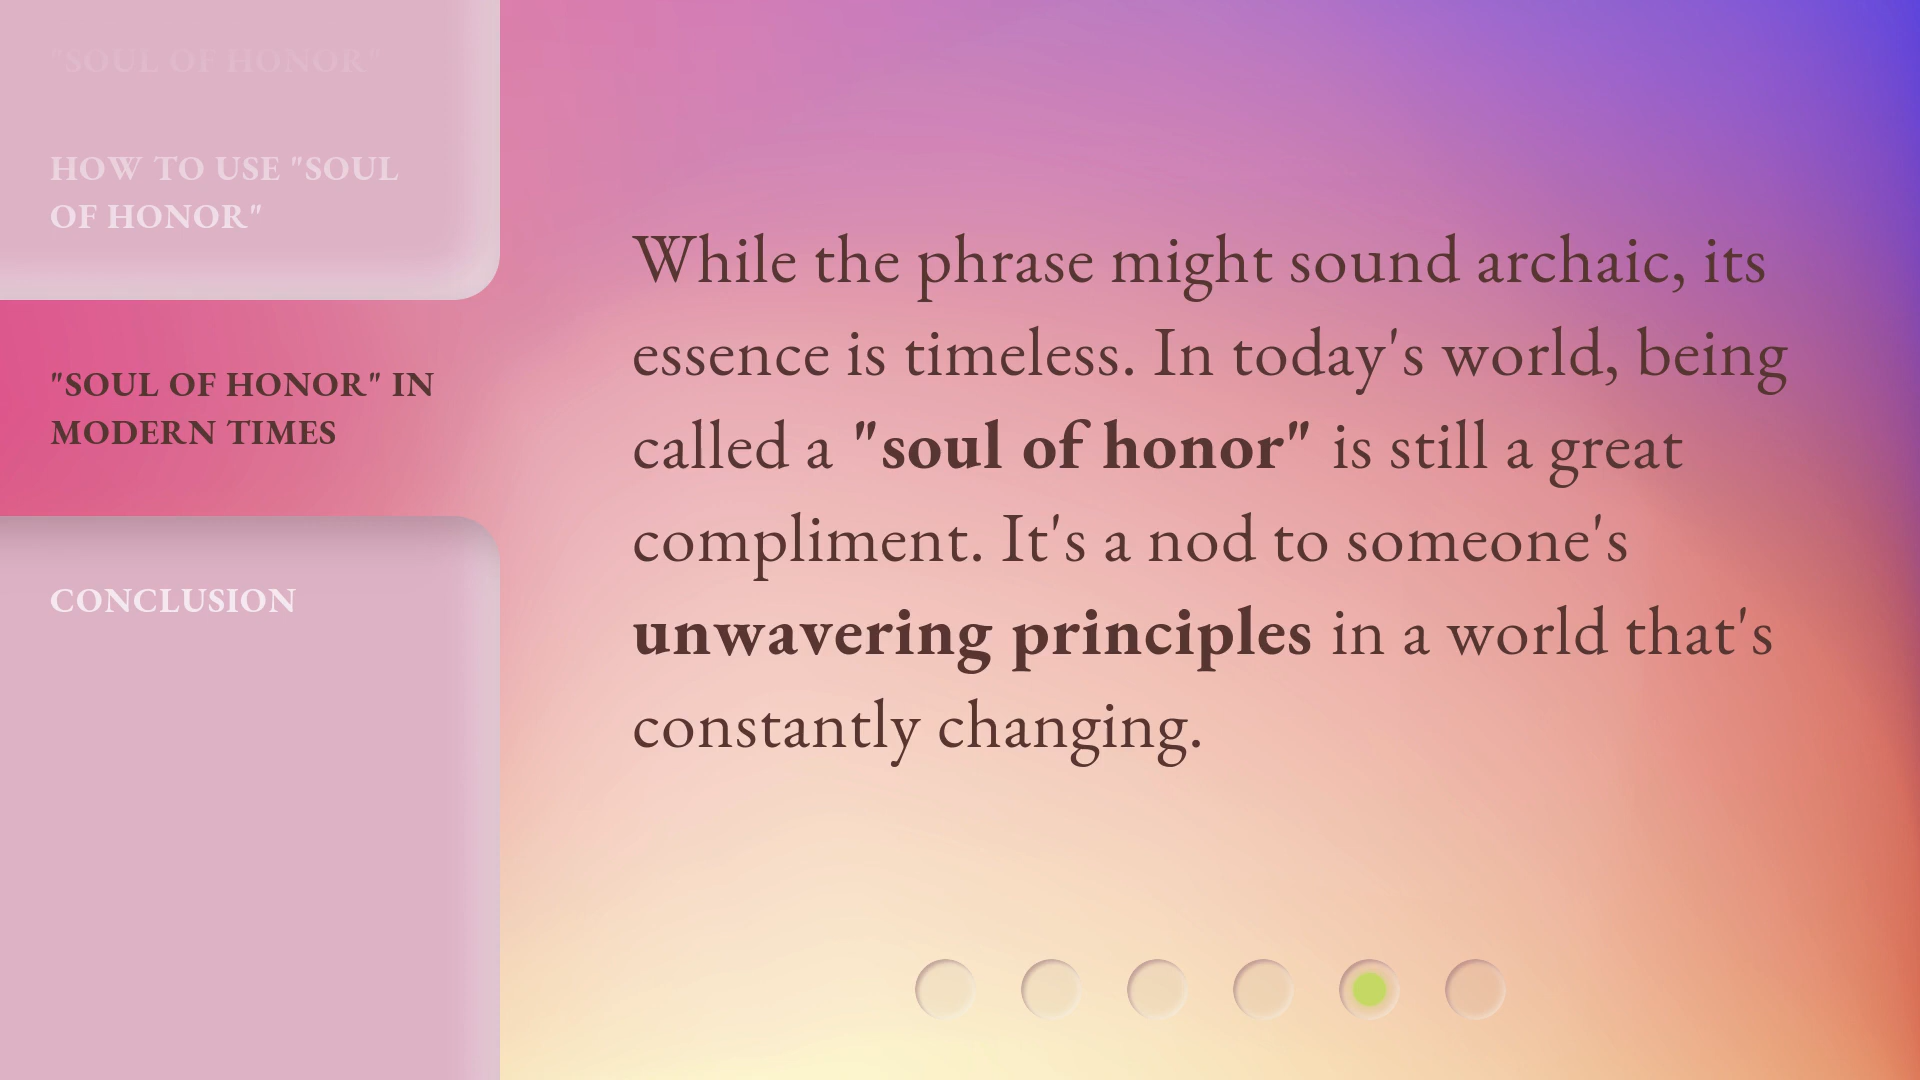 "SOUL OF HONOR"
HOW TO USE "SOUL
OF HONOR"
"SOUL OF HONOR" IN
MODERN TIMES
CONCLUSION
While the phrase might sound archaic, its
essence is timeless. In today's world, being
called a "soul of honor" is still a great
compliment. It's a nod to someone's
unwavering principles in a world that's
constantly changing.